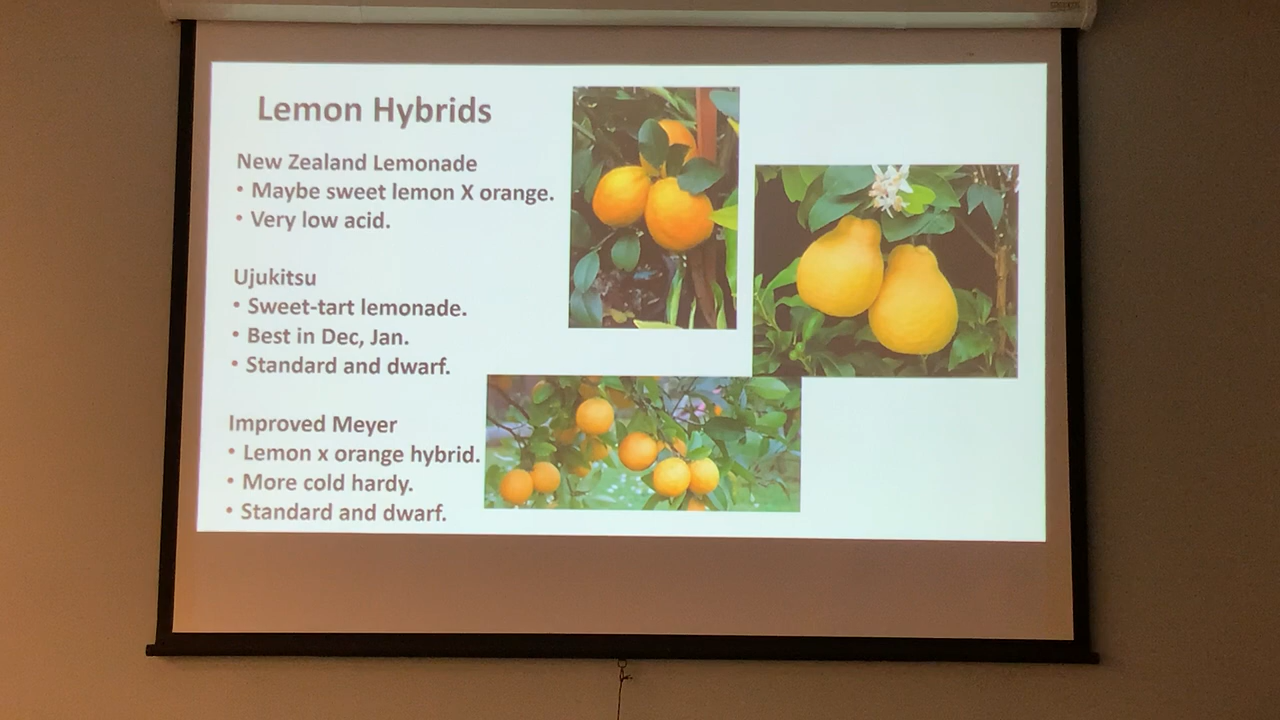 Lemon Hybrids
New Zealand Lemonade
• Maybe sweet lemon X orange.
• Very low acid.
Ujukitsu
• Sweet-tart lemonade.
• Best in Dec, Jan.
• Standard and dwarf.
Improved Meyer
• Lemon x orange hybrid.
• More cold hardy.
• Standard and dwarf.